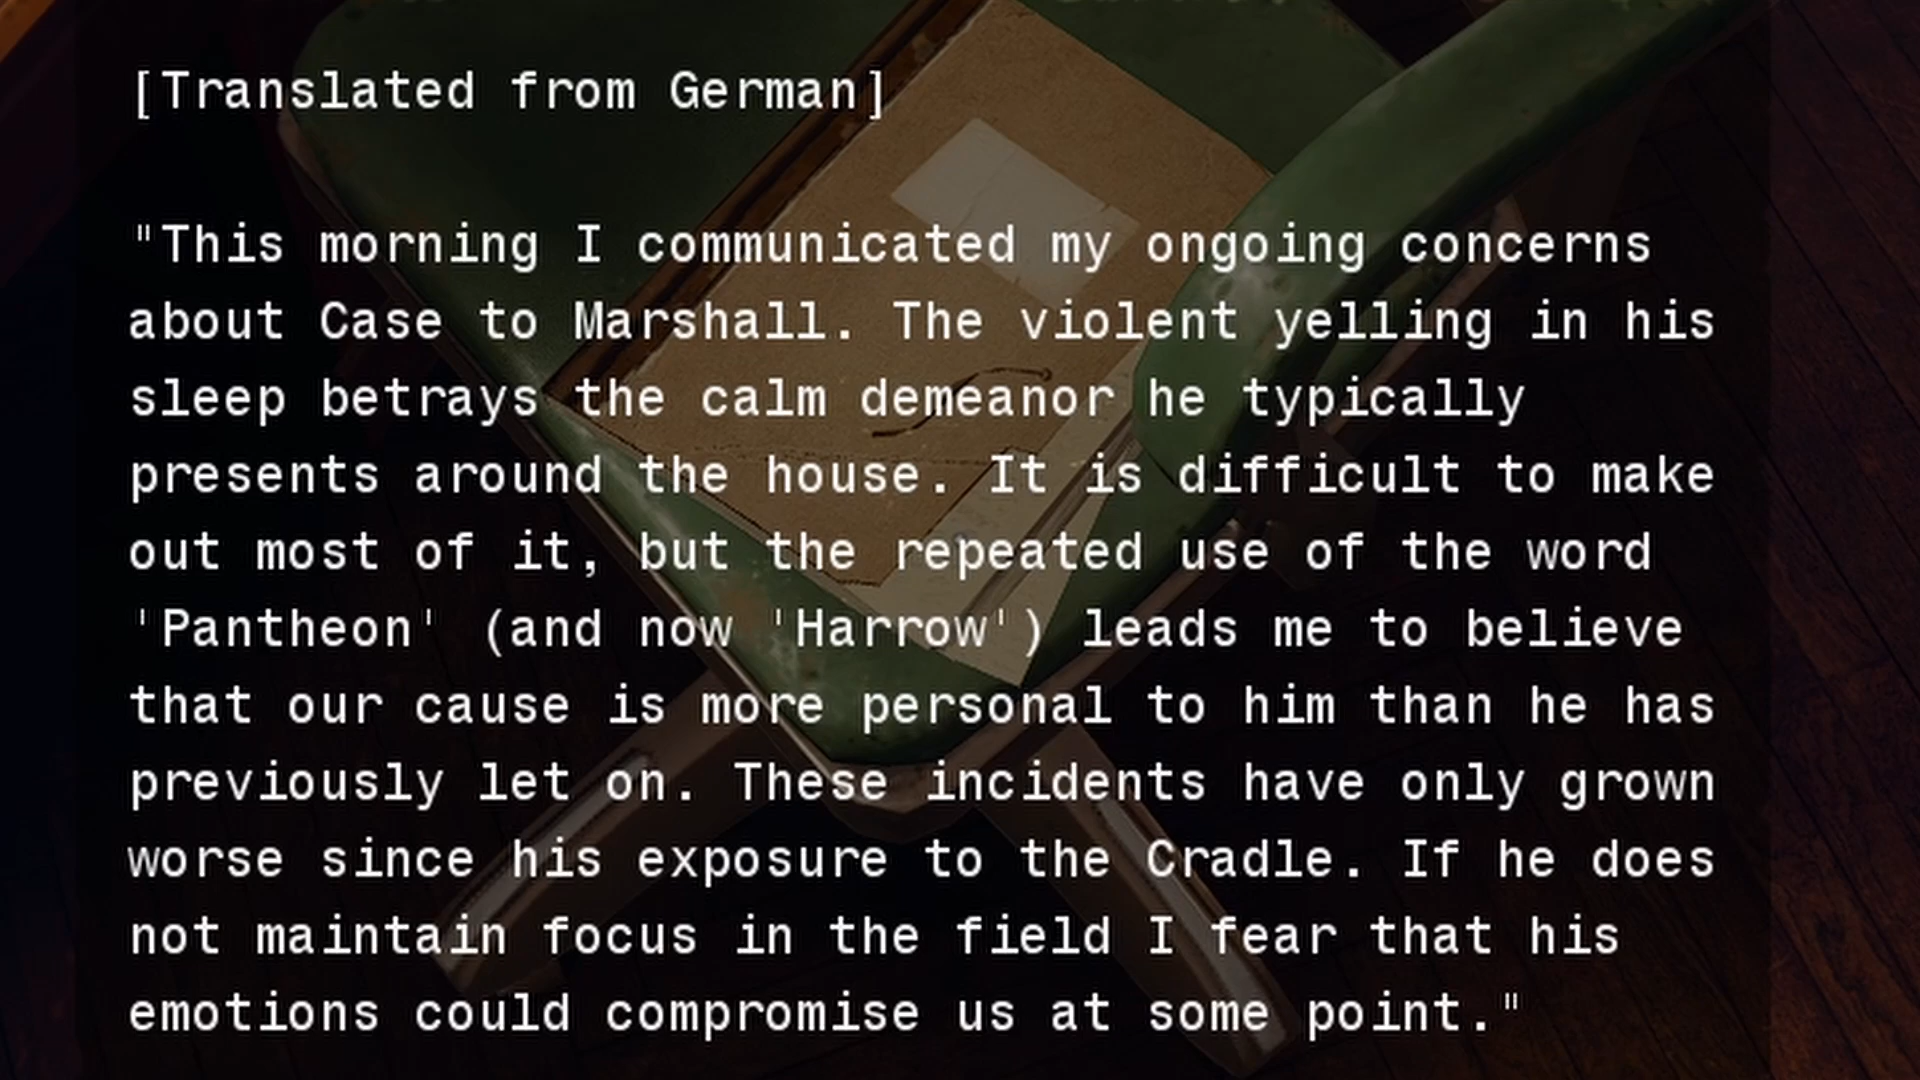 [Translated from German]
"This morning I communicated my ongoing concerns
about Case to Marshall. The violent yelling in his
sleep betrays the calm demeanor he typically
presents around the house. It is difficult to make
out most of it, but the repeated use of the word
'Pantheon' (and now 'Harrow') leads me to believe
that our cause is more personal to him than he has
previously let on. These incidents have only grown
worse since his exposure to the Cradle. If he does
not maintain focus in the field I fear that his
emotions could compromise us at some point."